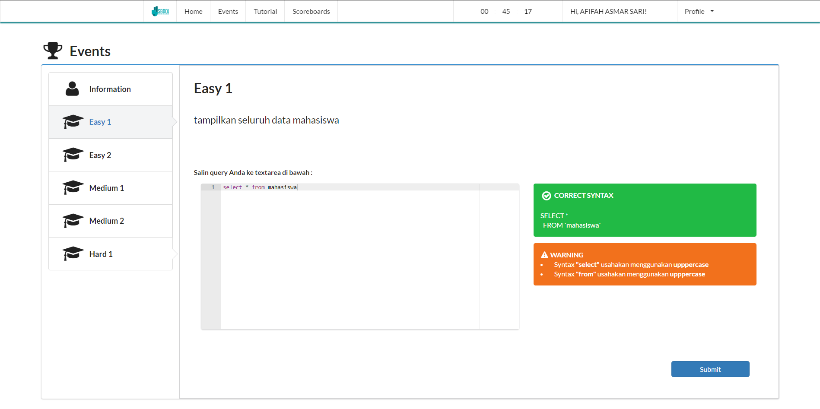 Home Events Tutorial Scoreboards 00 45 17 HI, AFIFAH ASMAR SARI! Profile
Events
Information
Easy 1
Easy 2
Medium 1
Medium 2
Hard 1
Easy 1
tampilkan seluruh data mahasiswa
Salin query Anda ke textarea di bawah :
1 select * from mahasiswa
CORRECT SYNTAX
SELECT *
FROM `mahasiswa`
WARNING
• Syntax "select" usahakan menggunakan upppercase
• Syntax "from" usahakan menggunakan upppercase
Submit